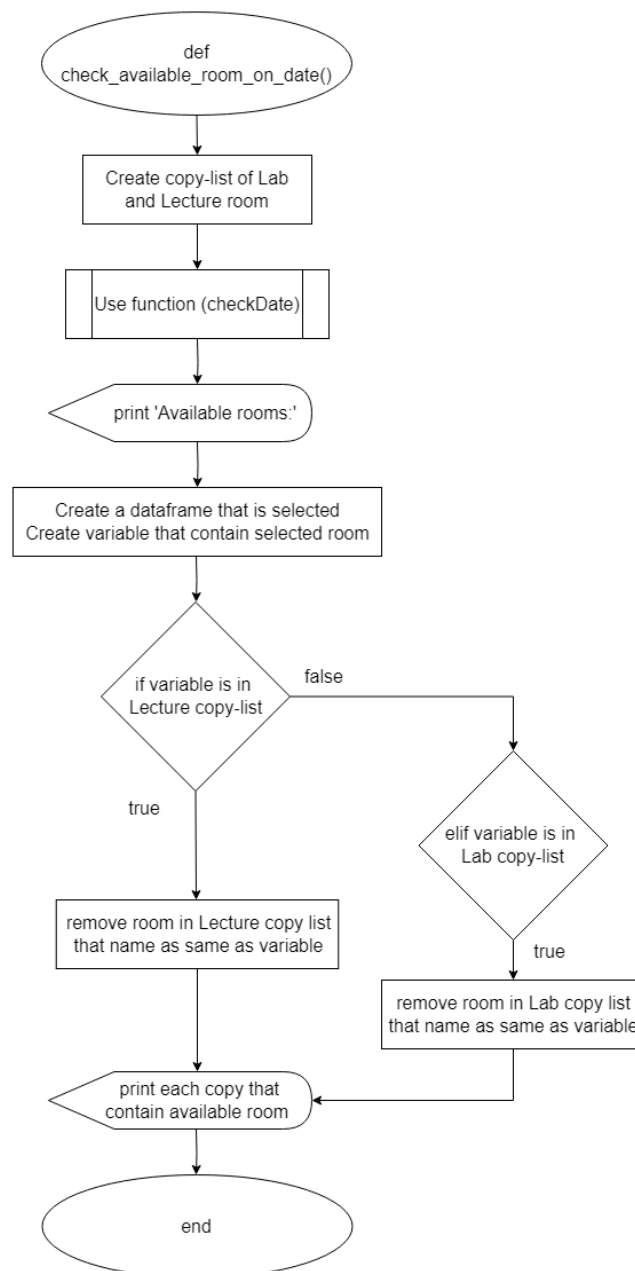 def
check_available_room_on_date()
Create copy-list of Lab
and Lecture room
Use function (checkDate)
print 'Available rooms:'
Create a dataframe that is selected
Create variable that contain selected room
if variable is in
Lecture copy-list
false
true
elif variable is in
Lab copy-list
true
remove room in Lecture copy list
that name as same as variable
remove room in Lab copy list
that name as same as variable
print each copy that
contain available room
end